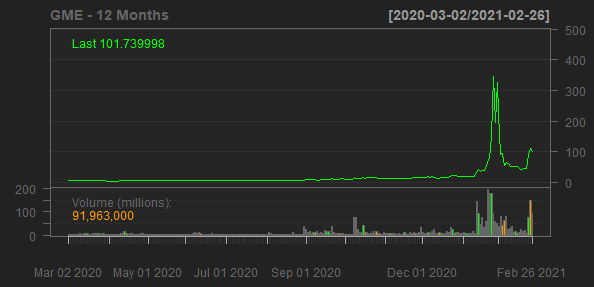 GME - 12 Months [2020-03-02/2021-02-26]
Last 101.739998
500
400
300
200
100
0
Volume (millions):
91,963,000
200
100
0
Mar 02 2020 May 01 2020 Jul 01 2020 Sep 01 2020 Dec 01 2020 Feb 26 2021